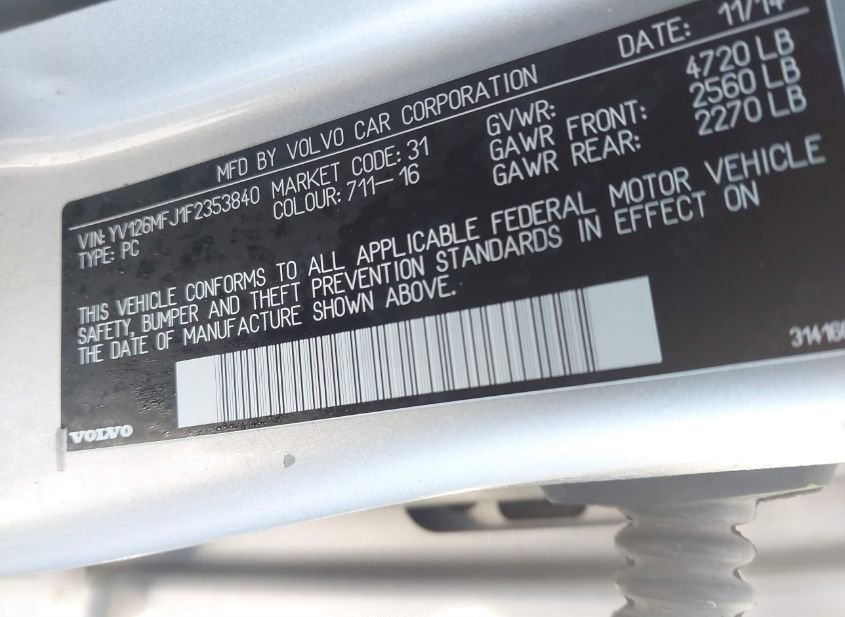 MFD BY VOLVO CAR CORPORATION
DATE: 11/14
VIN: YV126MFJ1F2353840
MARKET CODE: 31
GVWR: 4720 LB
TYPE: PC
COLOUR: 711-16
GAWR FRONT: 2560 LB
GAWR REAR: 2270 LB
THIS VEHICLE CONFORMS TO ALL APPLICABLE FEDERAL MOTOR VEHICLE
SAFETY, BUMPER AND THEFT PREVENTION STANDARDS IN EFFECT ON
THE DATE OF MANUFACTURE SHOWN ABOVE.
VOLVO